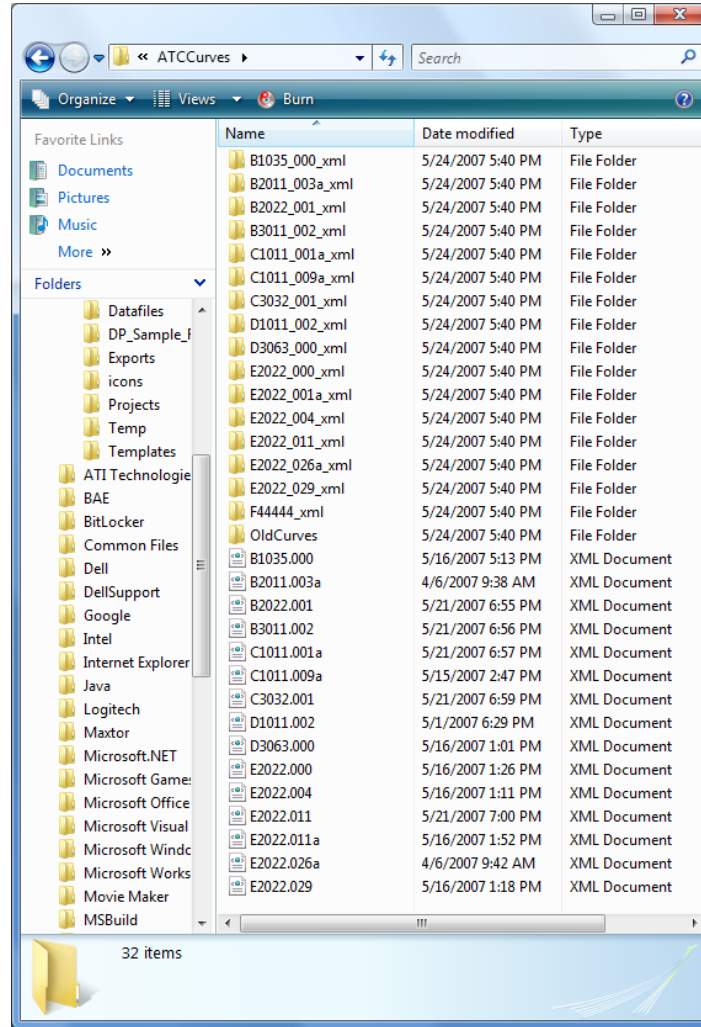 « ATCCurves
Search
Organize Views Burn
Favorite Links
Documents
Pictures
Music
More »
Folders
Datafiles
DP_Sample_F
Exports
icons
Projects
Temp
Templates
ATI Technologie
BAE
BitLocker
Common Files
Dell
DellSupport
Google
Intel
Internet Explorer
Java
Logitech
Maxtor
Microsoft.NET
Microsoft Games
Microsoft Office
Microsoft Visual
Microsoft Windo
Microsoft Works
Movie Maker
MSBuild
Name Date modified Type
B1035_000_xml 5/24/2007 5:40 PM File Folder
B2011_003a_xml 5/24/2007 5:40 PM File Folder
B2022_001_xml 5/24/2007 5:40 PM File Folder
B3011_002_xml 5/24/2007 5:40 PM File Folder
C1011_001a_xml 5/24/2007 5:40 PM File Folder
C1011_009a_xml 5/24/2007 5:40 PM File Folder
C3032_001_xml 5/24/2007 5:40 PM File Folder
D1011_002_xml 5/24/2007 5:40 PM File Folder
D3063_000_xml 5/24/2007 5:40 PM File Folder
E2022_000_xml 5/24/2007 5:40 PM File Folder
E2022_001a_xml 5/24/2007 5:40 PM File Folder
E2022_004_xml 5/24/2007 5:40 PM File Folder
E2022_011_xml 5/24/2007 5:40 PM File Folder
E2022_026a_xml 5/24/2007 5:40 PM File Folder
E2022_029_xml 5/24/2007 5:40 PM File Folder
F44444_xml 5/24/2007 5:40 PM File Folder
OldCurves 5/24/2007 5:40 PM File Folder
B1035.000 5/16/2007 5:13 PM XML Document
B2011.003a 4/6/2007 9:38 AM XML Document
B2022.001 5/21/2007 6:55 PM XML Document
B3011.002 5/21/2007 6:56 PM XML Document
C1011.001a 5/21/2007 6:57 PM XML Document
C1011.009a 5/15/2007 2:47 PM XML Document
C3032.001 5/21/2007 6:59 PM XML Document
D1011.002 5/1/2007 6:29 PM XML Document
D3063.000 5/16/2007 1:01 PM XML Document
E2022.000 5/16/2007 1:26 PM XML Document
E2022.004 5/16/2007 1:11 PM XML Document
E2022.011 5/21/2007 7:00 PM XML Document
E2022.011a 5/16/2007 1:52 PM XML Document
E2022.026a 4/6/2007 9:42 AM XML Document
E2022.029 5/16/2007 1:18 PM XML Document
32 items